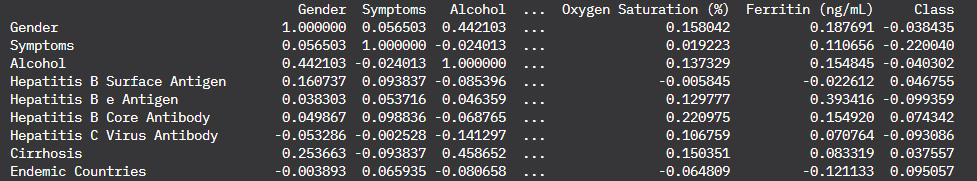 Gender Symptoms Alcohol ... Oxygen Saturation (%) Ferritin (ng/mL) Class
Gender 1.000000 0.056503 0.442103 ... 0.158042 0.187691 -0.038435
Symptoms 0.056503 1.000000 -0.024013 ... 0.019223 0.110656 -0.220040
Alcohol 0.442103 -0.024013 1.000000 ... 0.137329 0.154845 -0.040302
Hepatitis B Surface Antigen 0.160737 0.093837 -0.085396 ... -0.005845 -0.022612 0.046755
Hepatitis B e Antigen 0.038303 0.053716 0.046359 ... 0.129777 0.393416 -0.099359
Hepatitis B Core Antibody 0.049867 0.098836 -0.068765 ... 0.220975 0.154920 0.074342
Hepatitis C Virus Antibody -0.053286 -0.002528 -0.141297 ... 0.106759 0.070764 -0.093086
Cirrhosis 0.253663 -0.093837 0.458652 ... 0.150351 0.083319 0.037557
Endemic Countries -0.003893 0.065935 -0.080658 ... -0.064809 -0.121133 0.095057